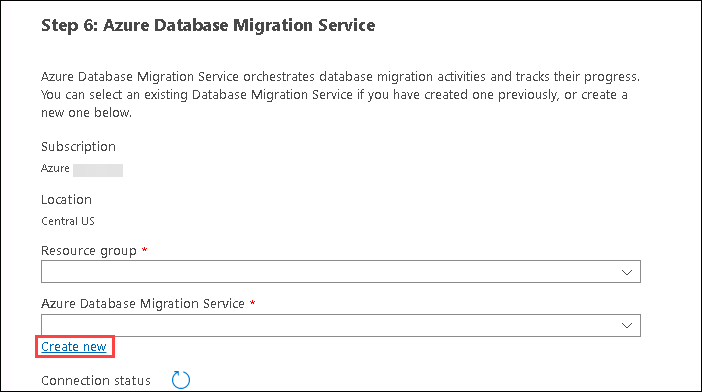 Step 6: Azure Database Migration Service
Azure Database Migration Service orchestrates database migration activities and tracks their progress.
You can select an existing Database Migration Service if you have created one previously, or create a
new one below.
Subscription
Azure
Location
Central US
Resource group *
Azure Database Migration Service *
Create new
Connection status